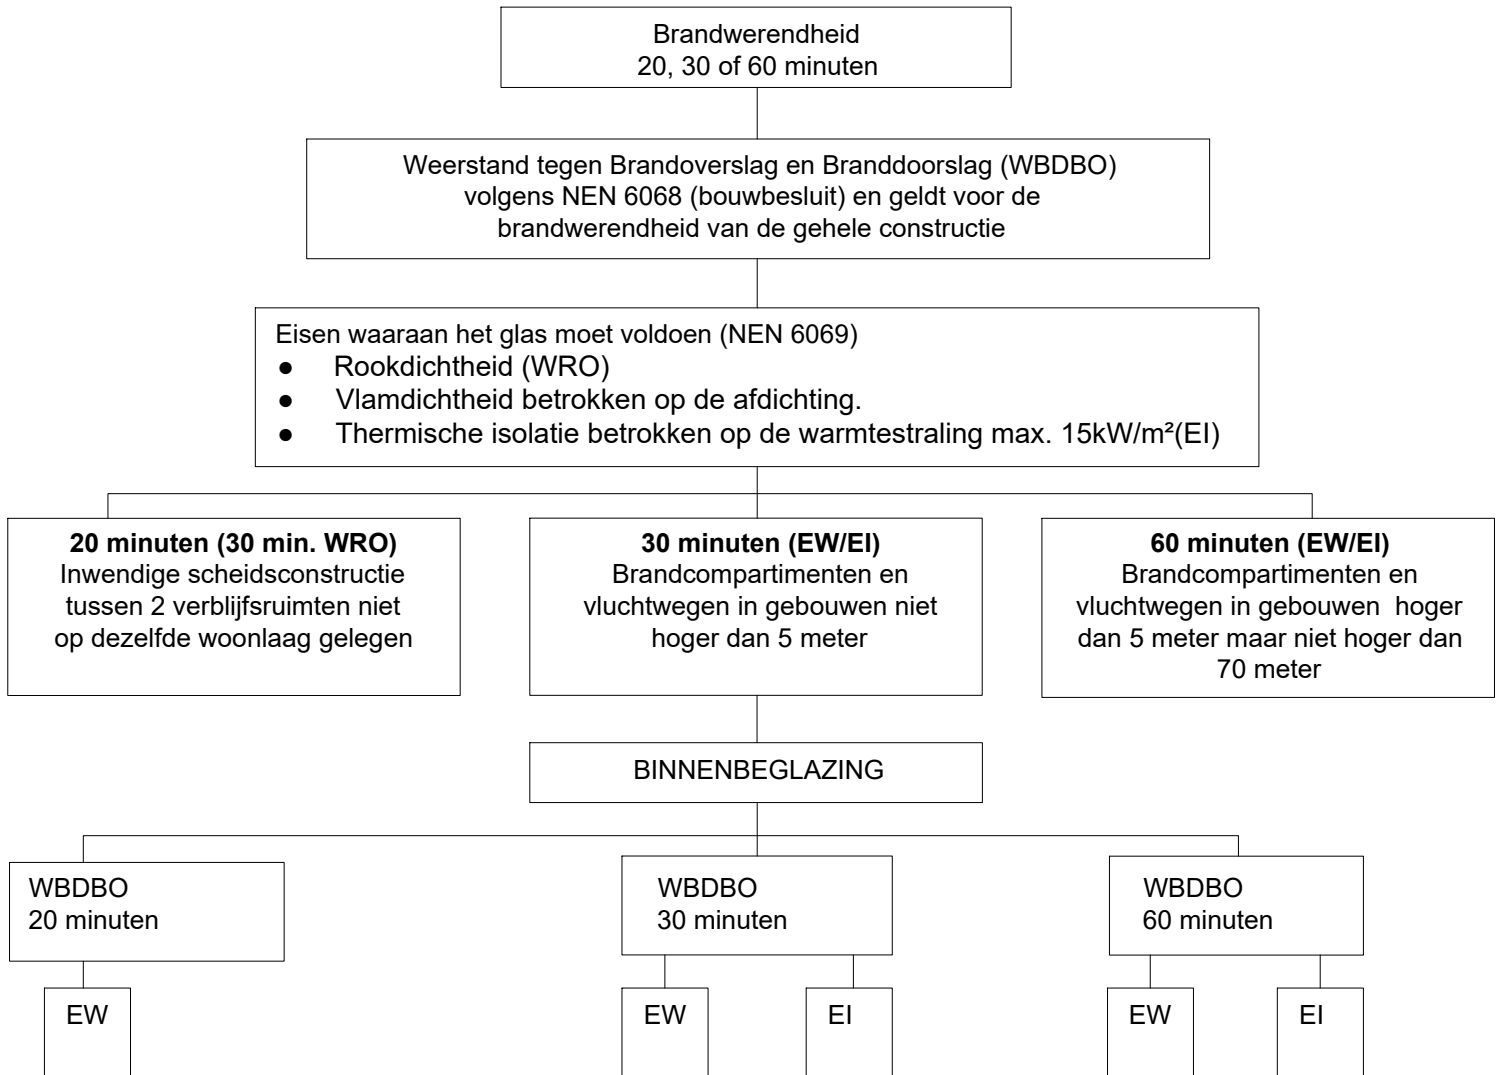 Brandwerendheid
20, 30 of 60 minuten
Weerstand tegen Brandoverslag en Branddoorslag (WBDBO)
volgens NEN 6068 (bouwbesluit) en geldt voor de
brandwerendheid van de gehele constructie
Eisen waaraan het glas moet voldoen (NEN 6069)
● Rookdichtheid (WRO)
● Vlamdichtheid betrokken op de afdichting.
● Thermische isolatie betrokken op de warmtestraling max. 15kW/m²(EI)
20 minuten (30 min. WRO)
Inwendige scheidsconstructie
tussen 2 verblijfsruimten niet
op dezelfde woonlaag gelegen
30 minuten (EW/EI)
Brandcompartimenten en
vluchtwegen in gebouwen niet
hoger dan 5 meter
60 minuten (EW/EI)
Brandcompartimenten en
vluchtwegen in gebouwen hoger
dan 5 meter maar niet hoger dan
70 meter
BINNENBEGLAZING
WBDBO
20 minuten
WBDBO
30 minuten
WBDBO
60 minuten
EW
EW
EI
EW
EI